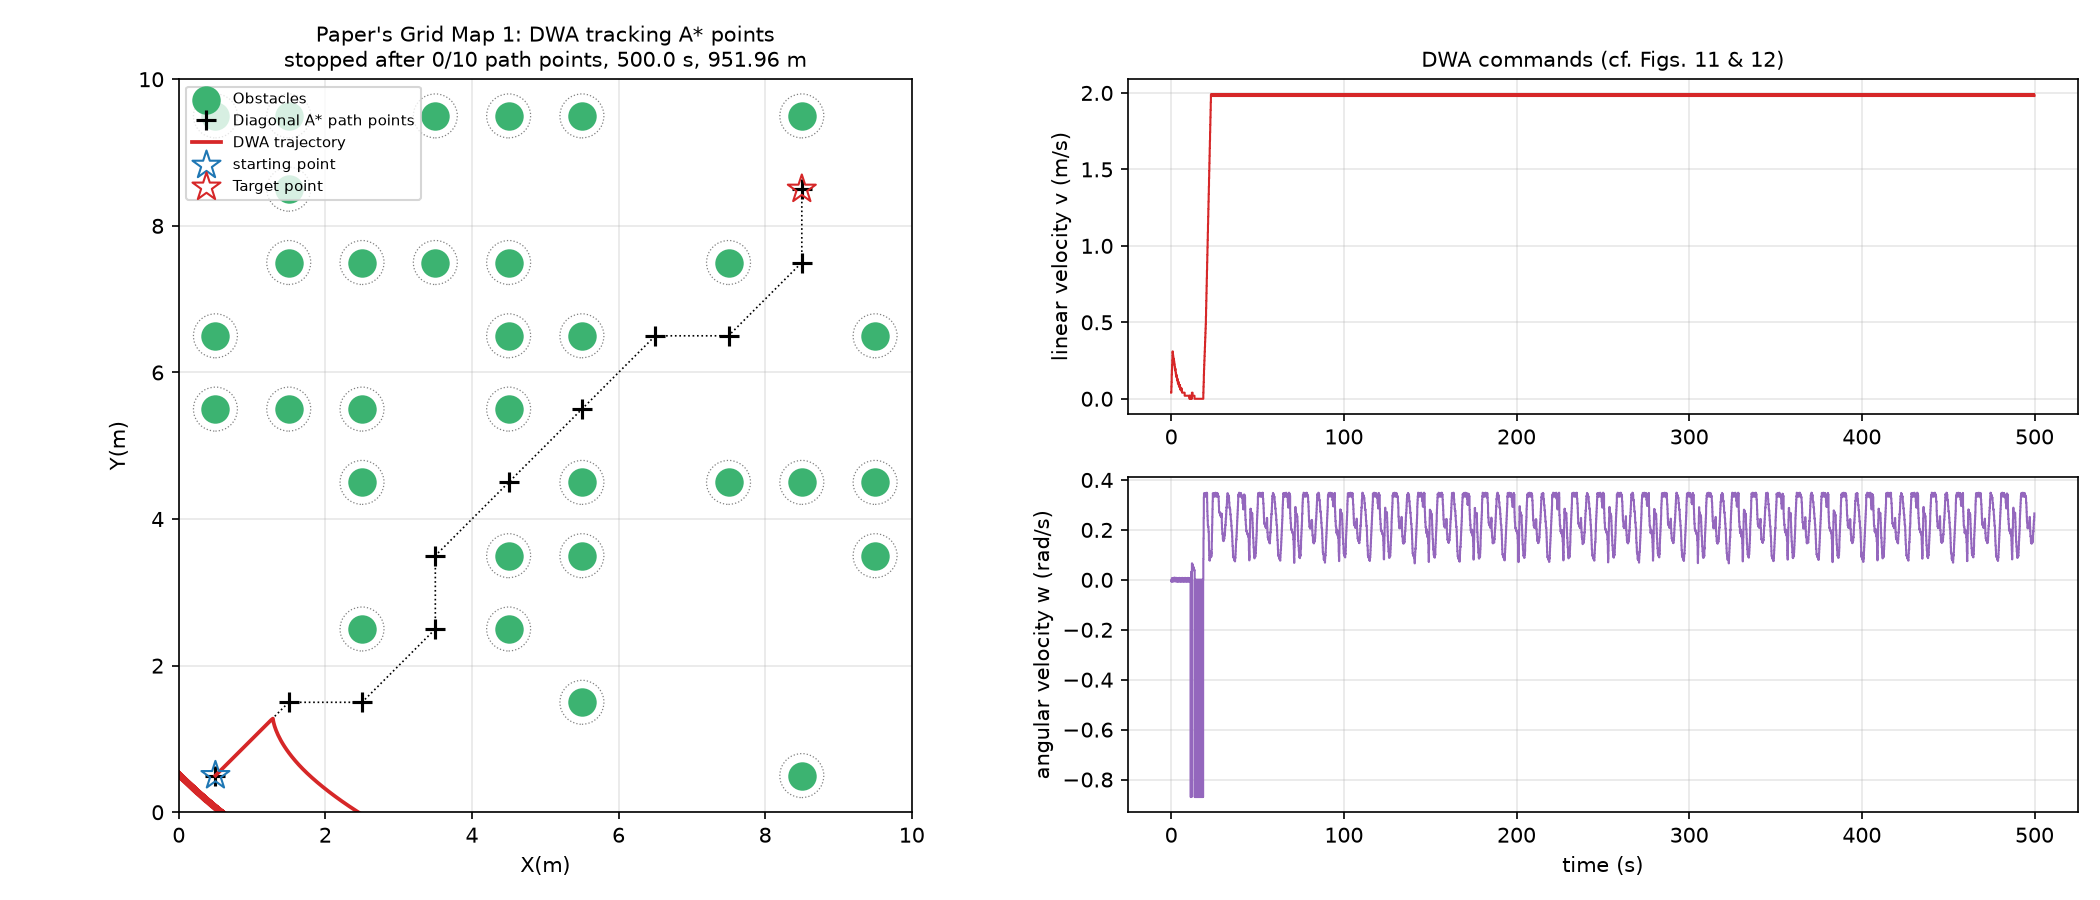 Paper's Grid Map 1: DWA tracking A* points
stopped after 0/10 path points, 500.0 s, 951.96 m
Obstacles
Diagonal A* path points
DWA trajectory
starting point
Target point
10
8
6
4
2
0
Y(m)
0 2 4 6 8 10
X(m)
DWA commands (cf. Figs. 11 & 12)
2.0
1.5
1.0
0.5
0.0
linear velocity v (m/s)
0 100 200 300 400 500
0.4
0.2
0.0
−0.2
−0.4
−0.6
−0.8
angular velocity w (rad/s)
0 100 200 300 400 500
time (s)